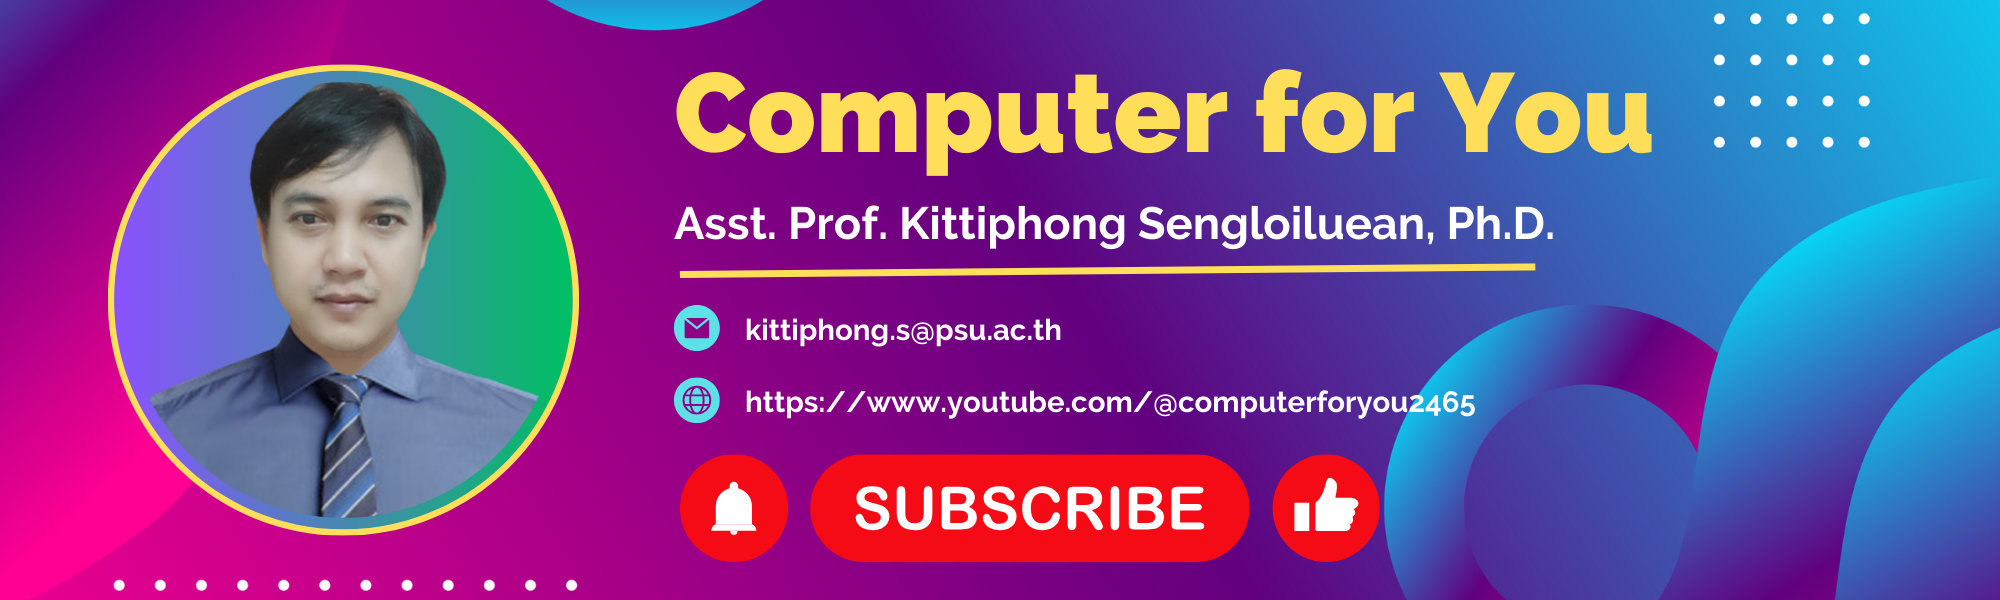 Computer for You
Asst. Prof. Kittiphong Sengloiluean, Ph.D.
kittiphong.s@psu.ac.th
https://www.youtube.com/@computerforyou2465
SUBSCRIBE